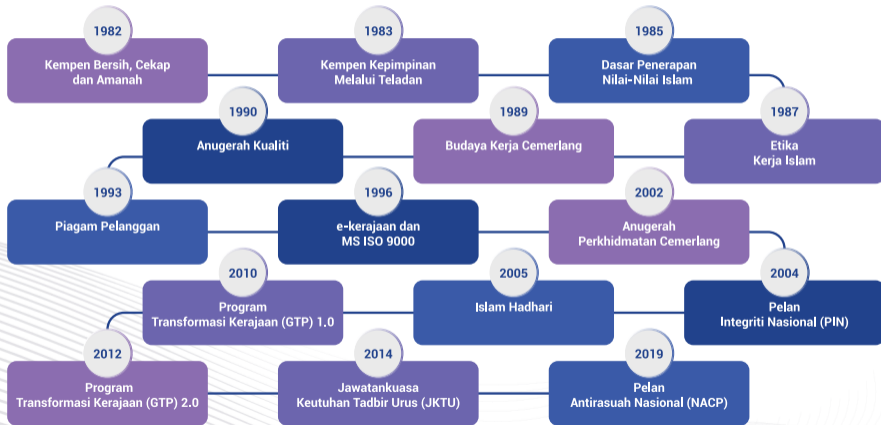 1982
Kempen Bersih, Cekap
dan Amanah
1983
Kempen Kepimpinan
Melalui Teladan
1985
Dasar Penerapan
Nilai-Nilai Islam
1987
Etika
Kerja Islam
1989
Budaya Kerja Cemerlang
1990
Anugerah Kualiti
1993
Piagam Pelanggan
1996
e-kerajaan dan
MS ISO 9000
2002
Anugerah
Perkhidmatan Cemerlang
2004
Pelan
Integriti Nasional (PIN)
2005
Islam Hadhari
2010
Program
Transformasi Kerajaan (GTP) 1.0
2012
Program
Transformasi Kerajaan (GTP) 2.0
2014
Jawatankuasa
Keutuhan Tadbir Urus (JKTU)
2019
Pelan
Antirasuah Nasional (NACP)